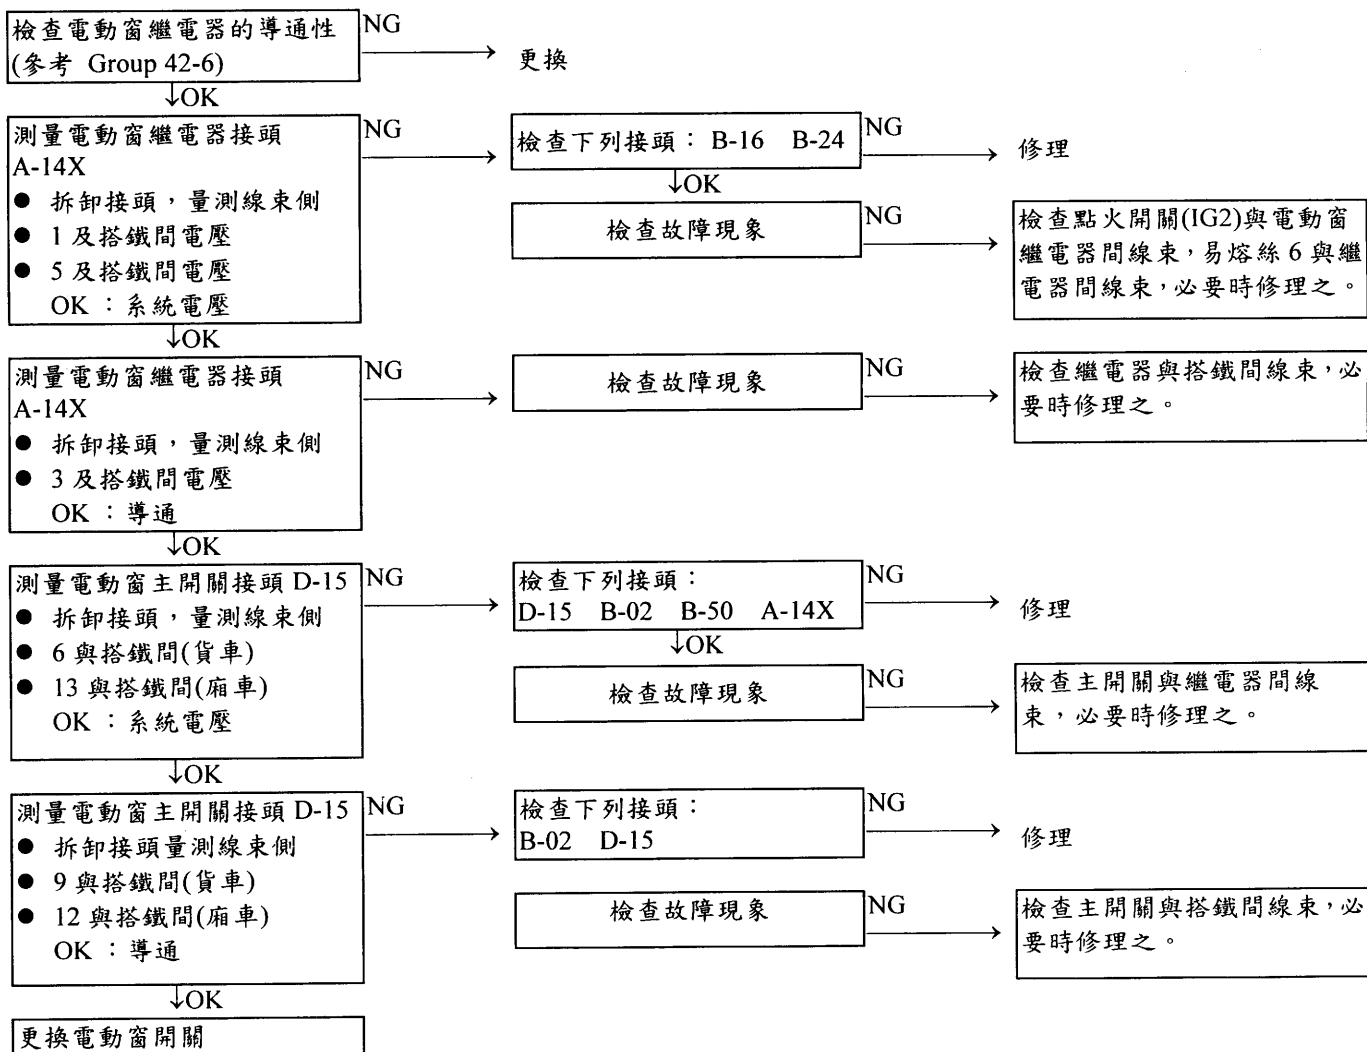 檢查電動窗繼電器的導通性
(參考 Group 42-6)
NG
更換
↓OK
測量電動窗繼電器接頭
A-14X
● 拆卸接頭，量測線束側
● 1 及搭鐵間電壓
● 5 及搭鐵間電壓
OK ：系統電壓
NG
檢查下列接頭： B-16 B-24
NG
修理
↓OK
檢查故障現象
NG
檢查點火開關(IG2)與電動窗
繼電器間線束，易熔絲 6 與繼
電器間線束，必要時修理之。
↓OK
測量電動窗繼電器接頭
A-14X
● 拆卸接頭，量測線束側
● 3 及搭鐵間電壓
OK ：導通
NG
檢查故障現象
NG
檢查繼電器與搭鐵間線束，必
要時修理之。
↓OK
測量電動窗主開關接頭 D-15
● 拆卸接頭，量測線束側
● 6 與搭鐵間(貨車)
● 13 與搭鐵間(廂車)
OK ：系統電壓
NG
檢查下列接頭：
D-15 B-02 B-50 A-14X
NG
修理
↓OK
檢查故障現象
NG
檢查主開關與繼電器間線
束，必要時修理之。
↓OK
測量電動窗主開關接頭 D-15
● 拆卸接頭量測線束側
● 9 與搭鐵間(貨車)
● 12 與搭鐵間(廂車)
OK ：導通
NG
檢查下列接頭：
B-02 D-15
NG
修理
檢查故障現象
NG
檢查主開關與搭鐵間線束，必
要時修理之。
↓OK
更換電動窗開關